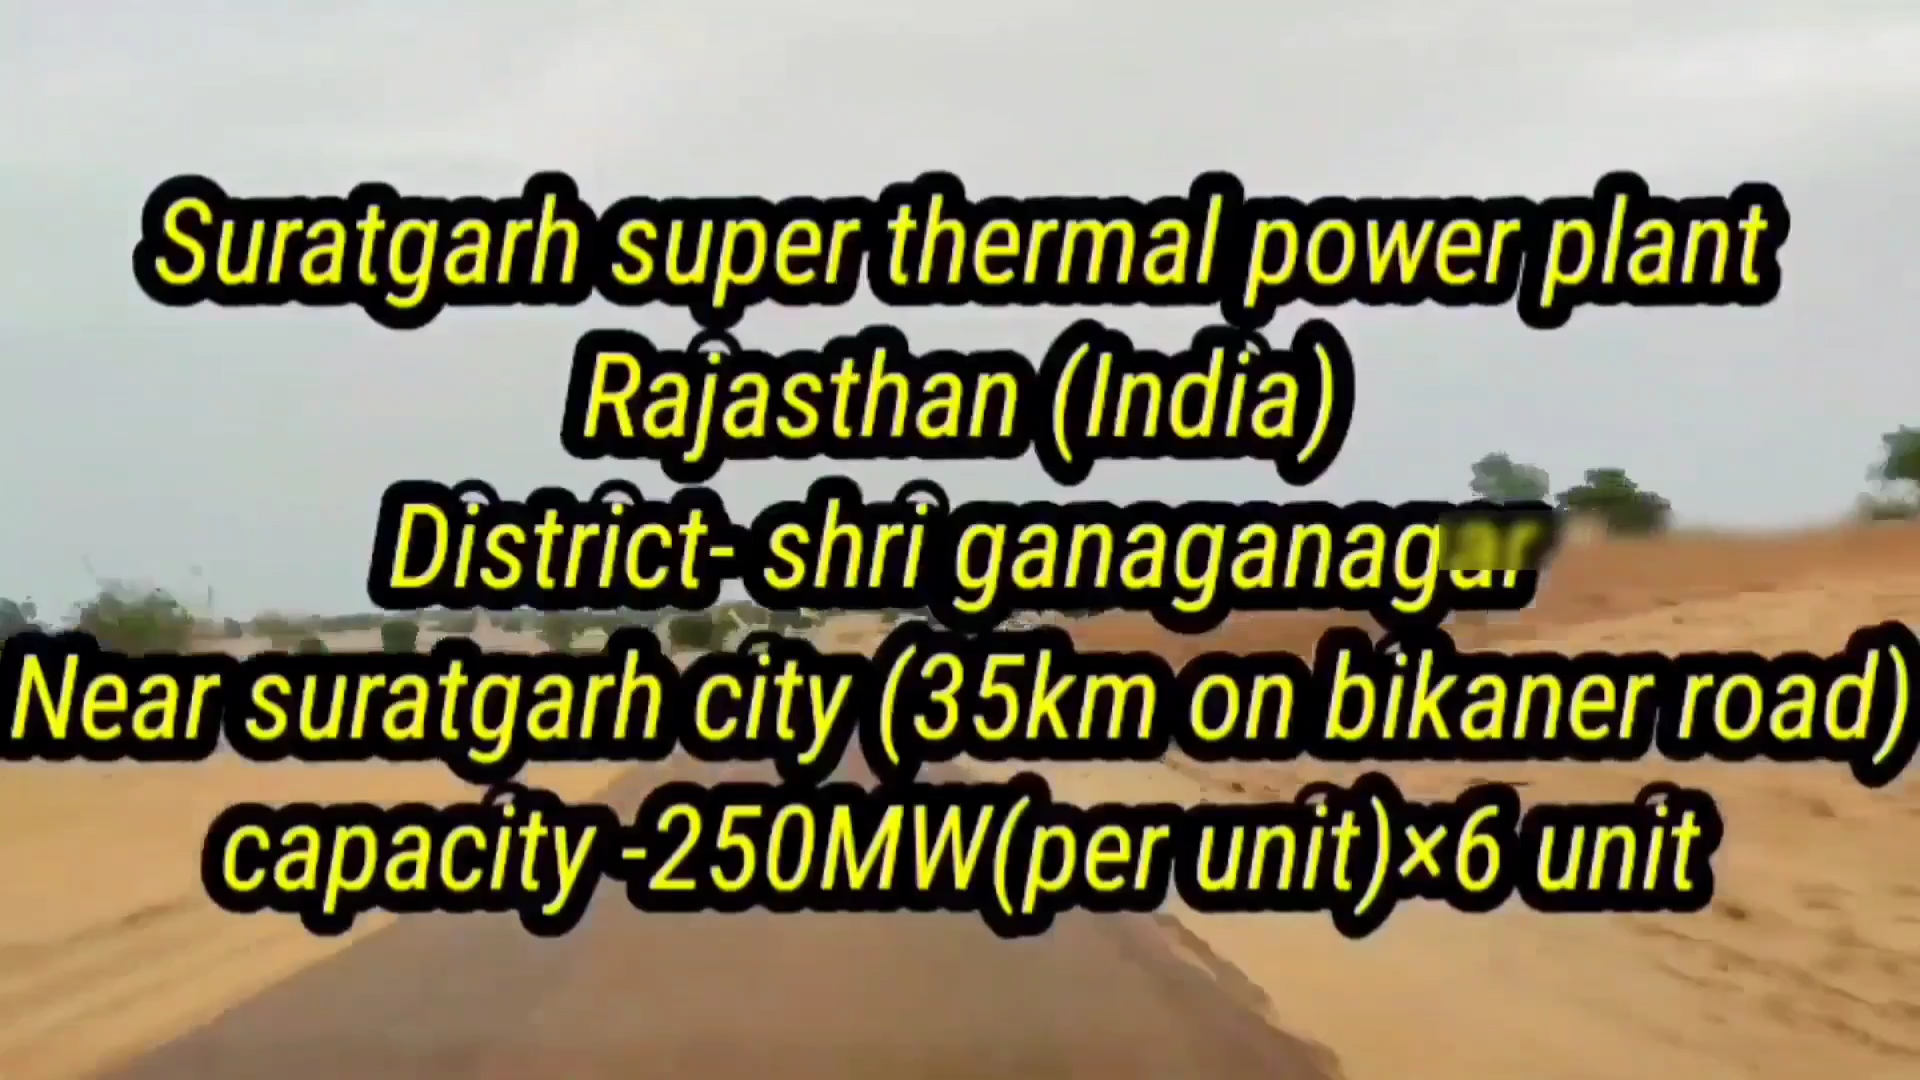 Suratgarh super thermal power plant
Rajasthan (India)
District- shri ganaganagar
Near suratgarh city (35km on bikaner road)
capacity -250MW(per unit)×6 unit